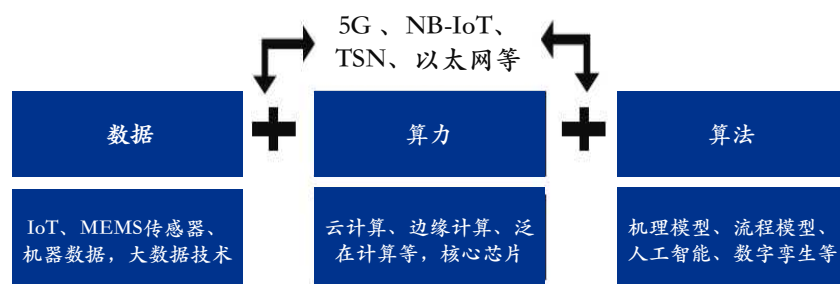 5G 、NB-IoT、
TSN、以太网等
数据
算力
算法
IoT、MEMS传感器、
机器数据，大数据技术
云计算、边缘计算、泛
在计算等，核心芯片
机理模型、流程模型、
人工智能、数字孪生等